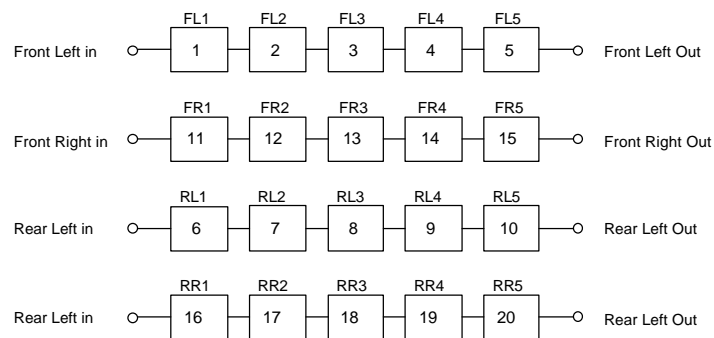 FL1 FL2 FL3 FL4 FL5
Front Left in 1 2 3 4 5 Front Left Out
FR1 FR2 FR3 FR4 FR5
Front Right in 11 12 13 14 15 Front Right Out
RL1 RL2 RL3 RL4 RL5
Rear Left in 6 7 8 9 10 Rear Left Out
RR1 RR2 RR3 RR4 RR5
Rear Left in 16 17 18 19 20 Rear Left Out